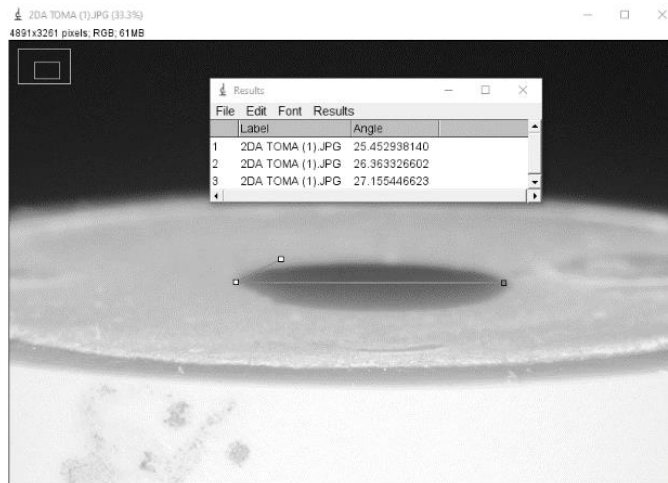 2DA TOMA (1).JPG (33.3%)
4891x3261 pixels; RGB; 61MB
Results
File Edit Font Results
Label Angle
1 2DA TOMA (1).JPG 25.452938140
2 2DA TOMA (1).JPG 26.363326602
3 2DA TOMA (1).JPG 27.155446623